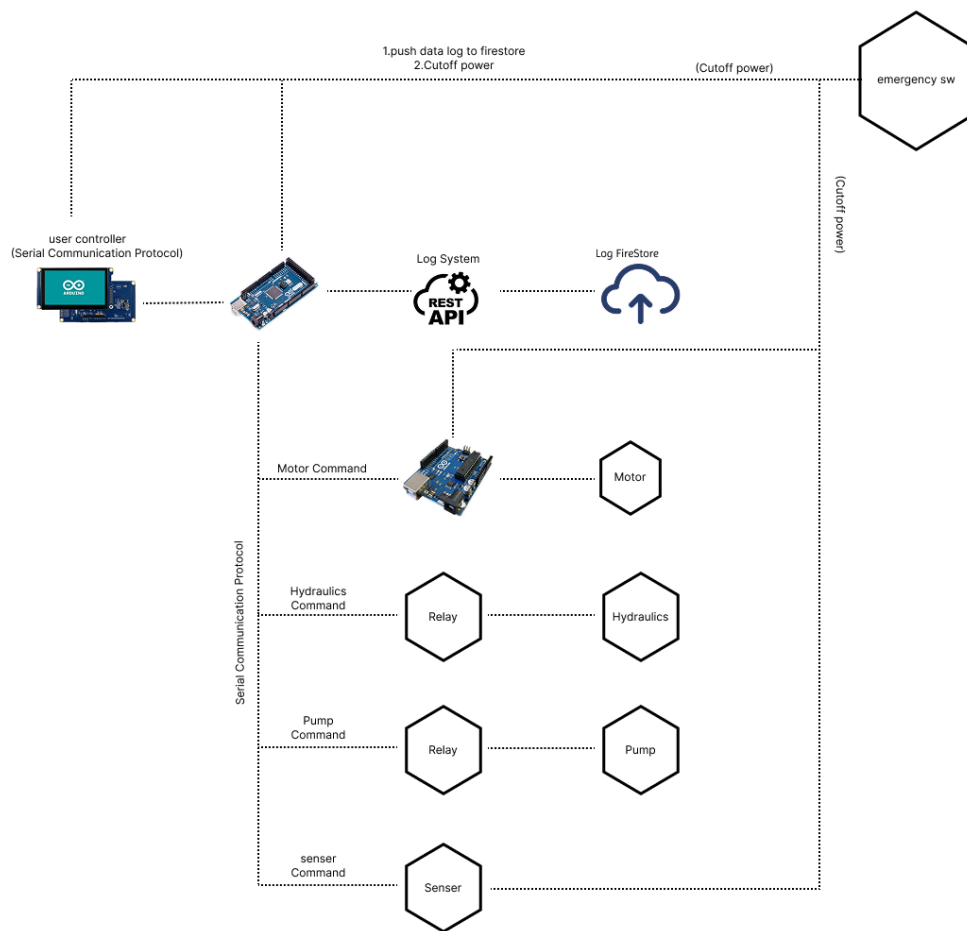 1.push data log to firestore
2.Cutoff power
(Cutoff power)
emergency sw
(Cutoff power)
user controller
(Serial Communication Protocol)
ARDUINO
Log System
REST
API
Log FireStore
Motor Command
Motor
Serial Communication Protocol
Hydraulics
Command
Relay
Hydraulics
Pump
Command
Relay
Pump
senser
Command
Senser